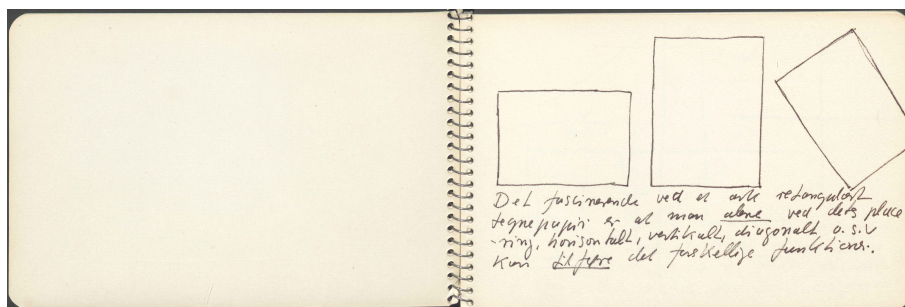 Det fascinerende ved et ark retangulært
tegnepapir er at man alene ved dets place
-ring, horisontalt, vertikalt, diagonalt o.s.v
kan tilføre det forskellige funktioner.